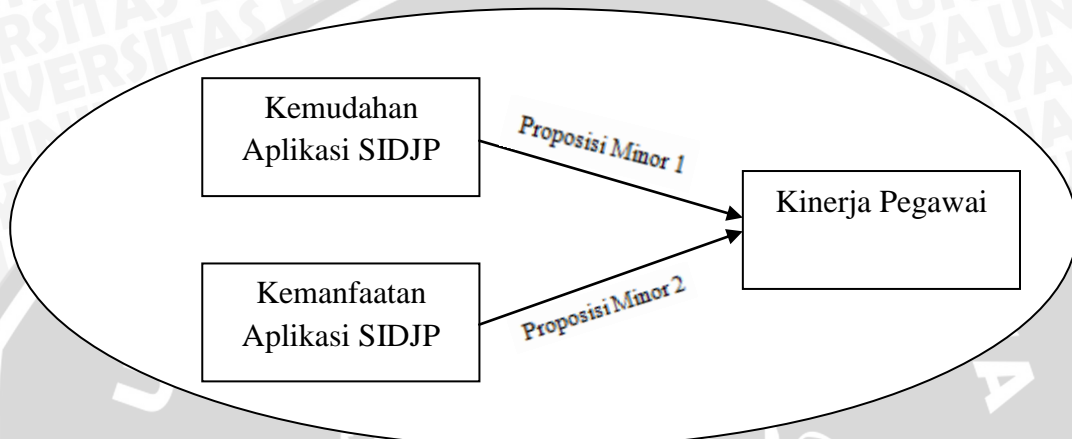 Kemudahan
Aplikasi SIDJP
Proposisi Minor 1
Kinerja Pegawai
Kemanfaatan
Aplikasi SIDJP
Proposisi Minor 2